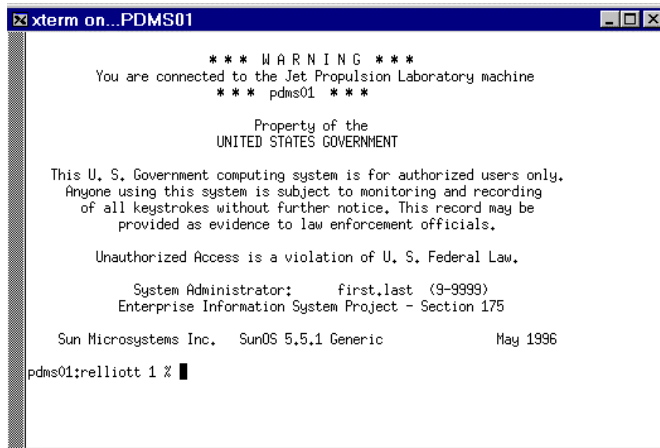 xterm on...PDMS01
*** W A R N I N G ***
You are connected to the Jet Propulsion Laboratory machine
*** pdms01 ***
Property of the
UNITED STATES GOVERNMENT
This U. S. Government computing system is for authorized users only.
Anyone using this system is subject to monitoring and recording
of all keystrokes without further notice. This record may be
provided as evidence to law enforcement officials.
Unauthorized Access is a violation of U. S. Federal Law.
System Administrator: first.last (9-9999)
Enterprise Information System Project - Section 175
Sun Microsystems Inc. SunOS 5.5.1 Generic May 1996
pdms01:relliott 1 %